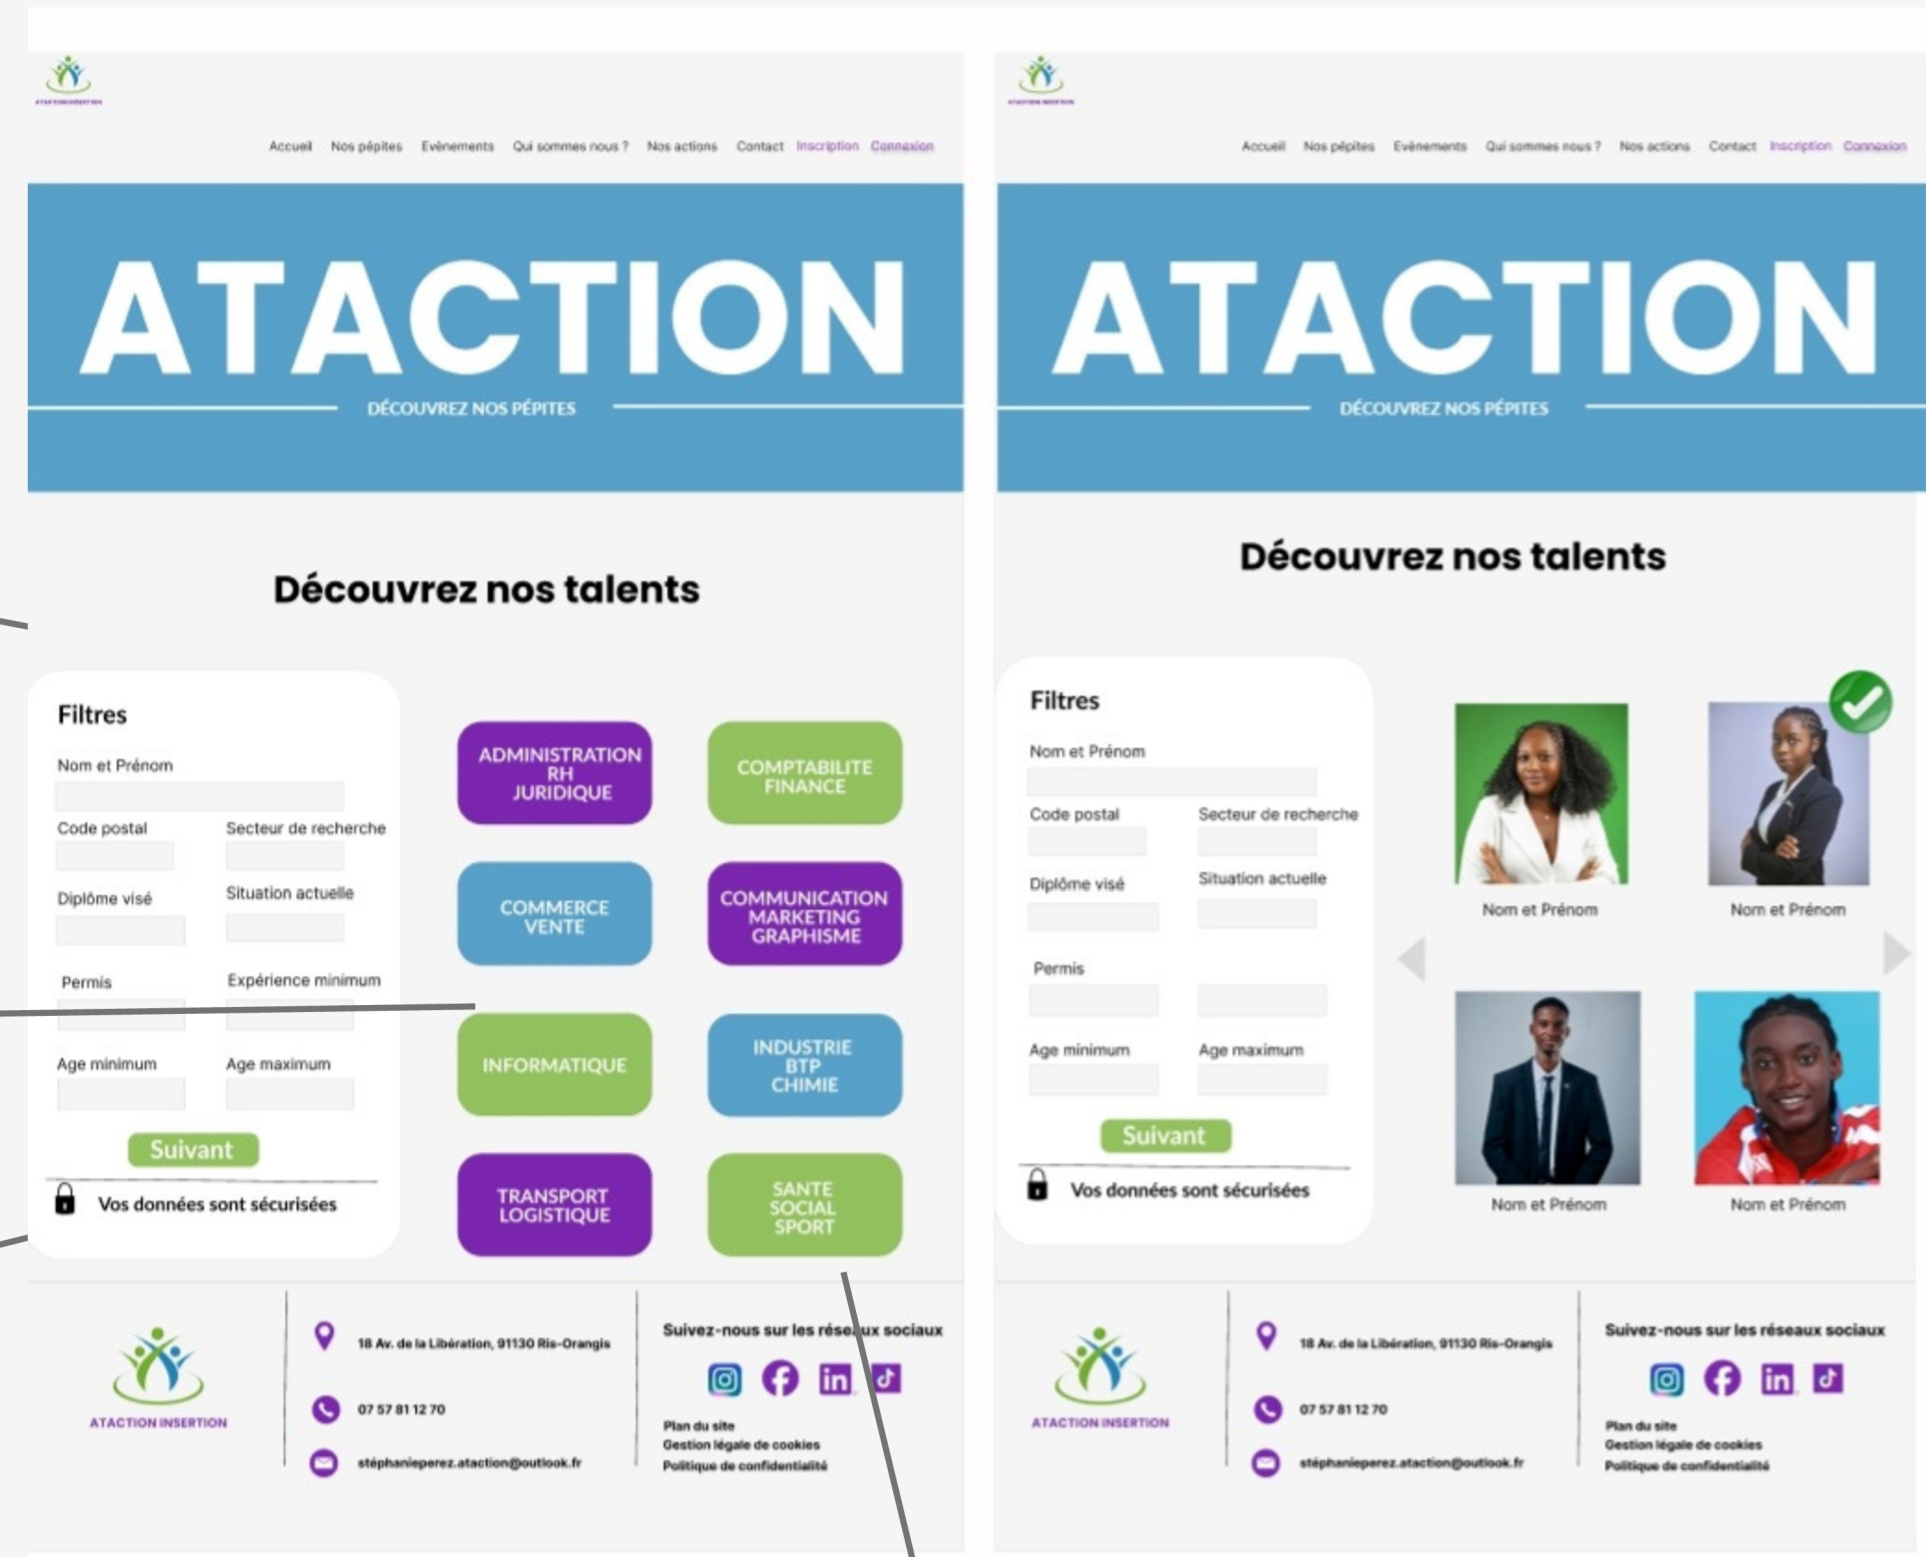 ATACTION INSERTION
Accueil Nos pépites Evènements Qui sommes nous ? Nos actions Contact Inscription Connexion
ATACTION
DÉCOUVREZ NOS PÉPITES
Découvrez nos talents
Filtres
Nom et Prénom
Code postal Secteur de recherche
Diplôme visé Situation actuelle
Permis Expérience minimum
Age minimum Age maximum
Suivant
Vos données sont sécurisées
ADMINISTRATION
RH
JURIDIQUE
COMPTABILITE
FINANCE
COMMERCE
VENTE
COMMUNICATION
MARKETING
GRAPHISME
INFORMATIQUE
INDUSTRIE
BTP
CHIMIE
TRANSPORT
LOGISTIQUE
SANTE
SOCIAL
SPORT
ATACTION INSERTION
18 Av. de la Libération, 91130 Ris-Orangis
07 57 81 12 70
stéphanieperez.ataction@outlook.fr
Suivez-nous sur les réseaux sociaux
Plan du site
Gestion légale de cookies
Politique de confidentialité
ATACTION INSERTION
Accueil Nos pépites Evènements Qui sommes nous ? Nos actions Contact Inscription Connexion
ATACTION
DÉCOUVREZ NOS PÉPITES
Découvrez nos talents
Filtres
Nom et Prénom
Code postal Secteur de recherche
Diplôme visé Situation actuelle
Permis
Age minimum Age maximum
Suivant
Vos données sont sécurisées
Nom et Prénom
Nom et Prénom
Nom et Prénom
Nom et Prénom
ATACTION INSERTION
18 Av. de la Libération, 91130 Ris-Orangis
07 57 81 12 70
stéphanieperez.ataction@outlook.fr
Suivez-nous sur les réseaux sociaux
Plan du site
Gestion légale de cookies
Politique de confidentialité